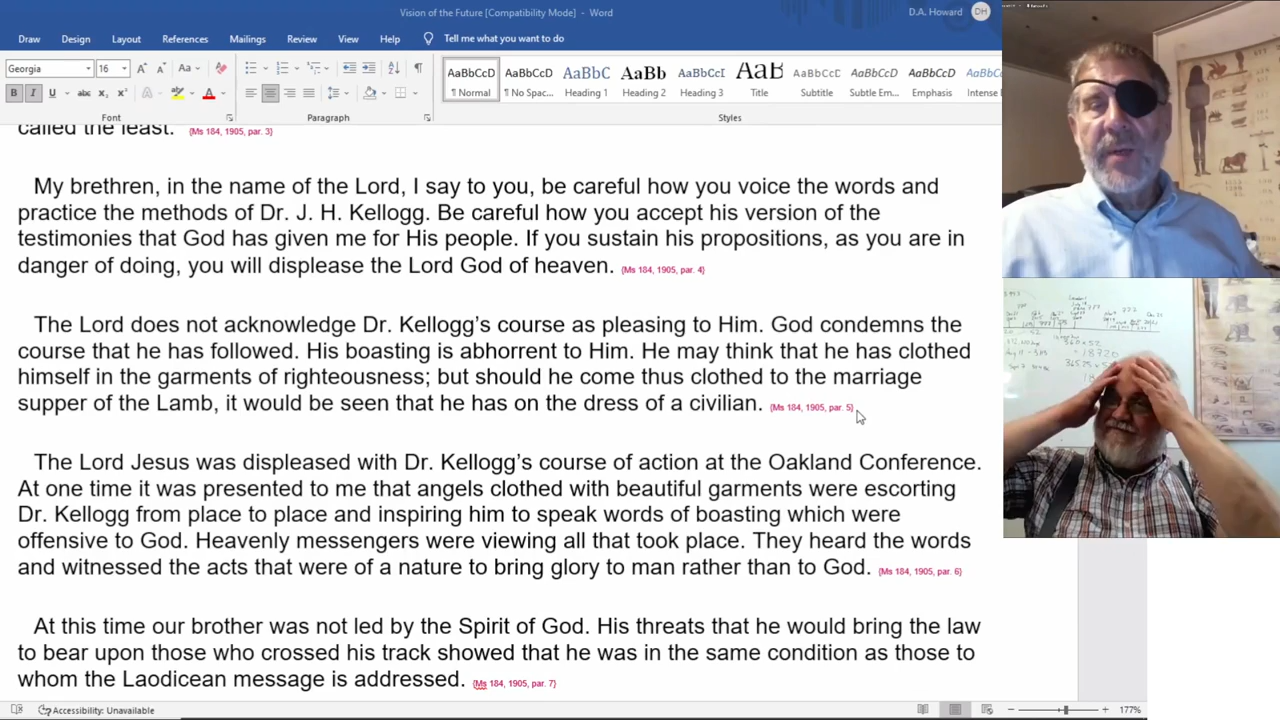 Vision of the Future [Compatibility Mode] - Word
D.A. Howard
DH
Draw Design Layout References Mailings Review View Help Tell me what you want to do
Georgia 16 Aa
B I U abc x₂ x² A A
Font Paragraph Styles
AaBbCcD AaBbCcD AaBbC AaBb AaBbCcI AaB AaBbCcD AaBbCcD AaBbCcD AaBbC
¶ Normal ¶ No Spac... Heading 1 Heading 2 Heading 3 Title Subtitle Subtle Em... Emphasis Intense
called the least. {Ms 184, 1905, par. 3}
My brethren, in the name of the Lord, I say to you, be careful how you voice the words and
practice the methods of Dr. J. H. Kellogg. Be careful how you accept his version of the
testimonies that God has given me for His people. If you sustain his propositions, as you are in
danger of doing, you will displease the Lord God of heaven. {Ms 184, 1905, par. 4}
The Lord does not acknowledge Dr. Kellogg's course as pleasing to Him. God condemns the
course that he has followed. His boasting is abhorrent to Him. He may think that he has clothed
himself in the garments of righteousness; but should he come thus clothed to the marriage
supper of the Lamb, it would be seen that he has on the dress of a civilian. {Ms 184, 1905, par. 5}
The Lord Jesus was displeased with Dr. Kellogg's course of action at the Oakland Conference.
At one time it was presented to me that angels clothed with beautiful garments were escorting
Dr. Kellogg from place to place and inspiring him to speak words of boasting which were
offensive to God. Heavenly messengers were viewing all that took place. They heard the words
and witnessed the acts that were of a nature to bring glory to man rather than to God. {Ms 184, 1905, par. 6}
At this time our brother was not led by the Spirit of God. His threats that he would bring the law
to bear upon those who crossed his track showed that he was in the same condition as those to
whom the Laodicean message is addressed. {Ms 184, 1905, par. 7}
Accessibility: Unavailable
177%
777
18720